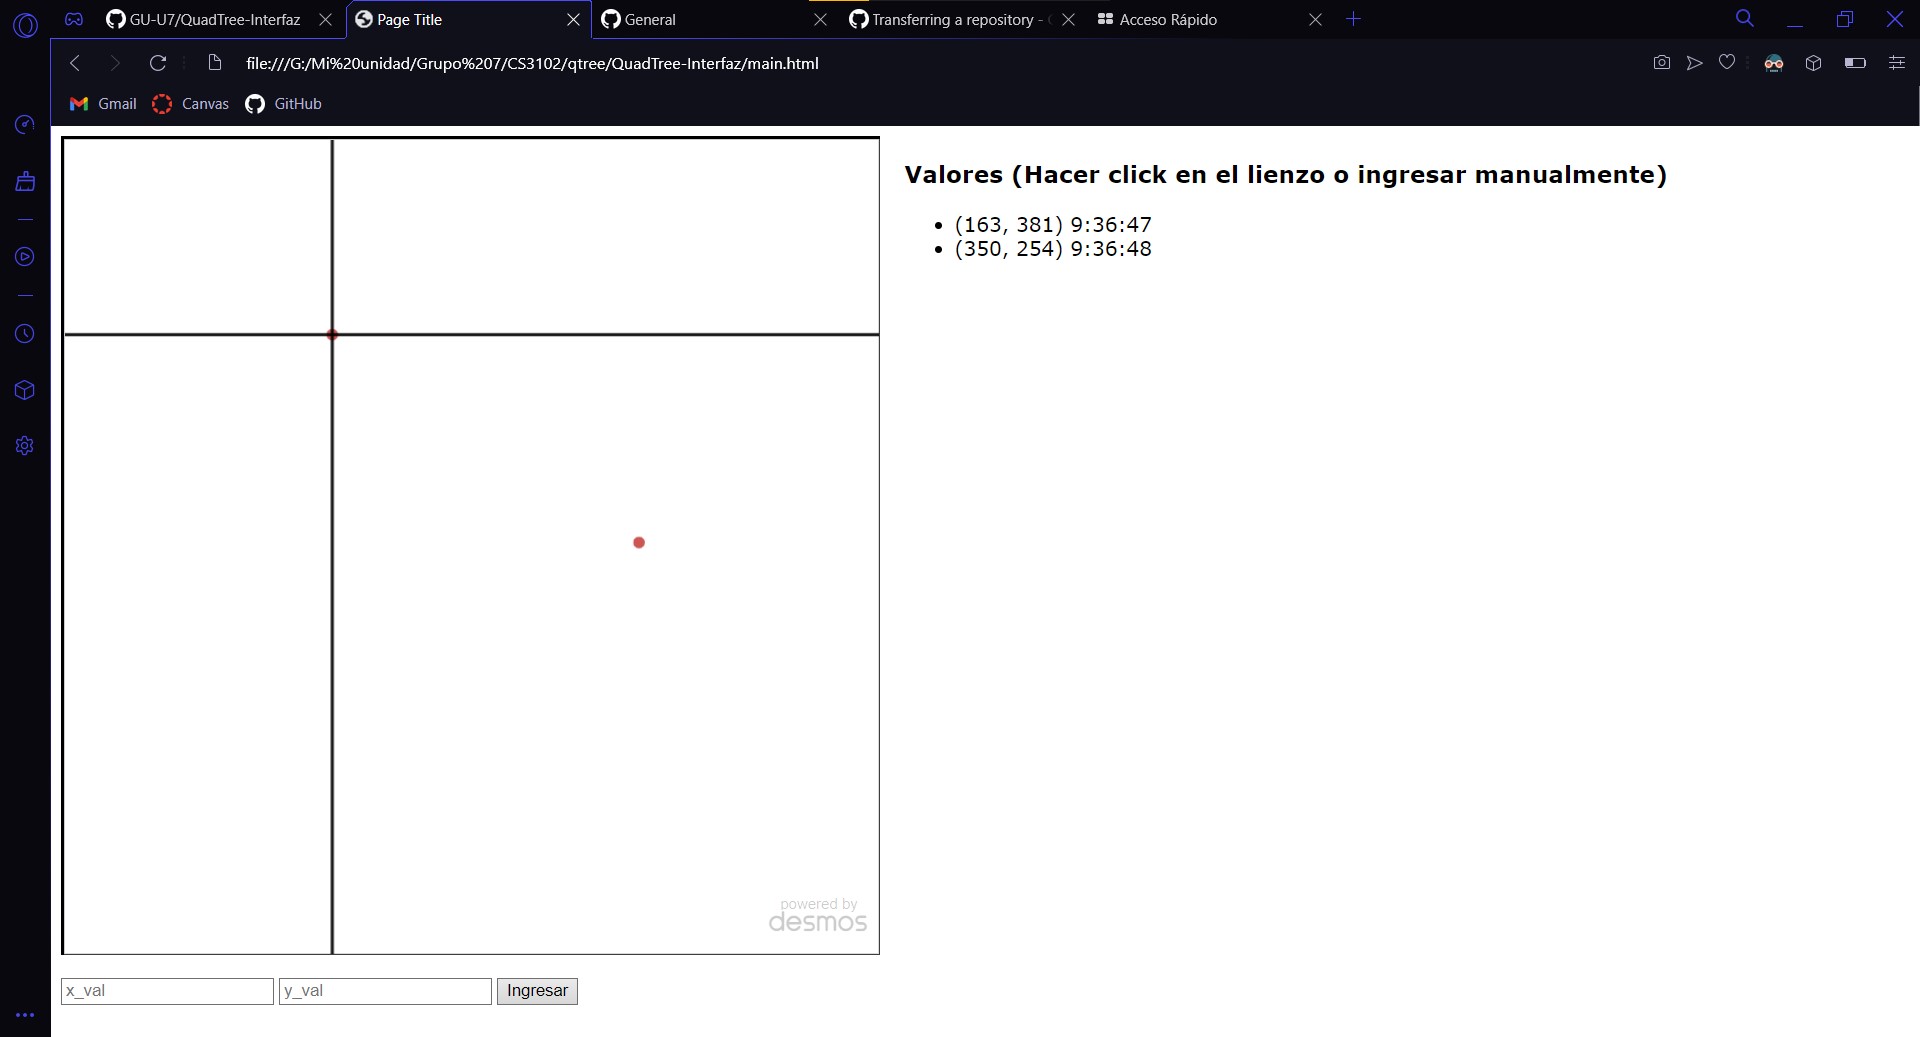 GU-U7/QuadTree-Interfaz
Page Title
General
Transferring a repository -
Acceso Rápido
file:///G:/Mi%20unidad/Grupo%207/CS3102/qtree/QuadTree-Interfaz/main.html
Gmail
Canvas
GitHub
Valores (Hacer click en el lienzo o ingresar manualmente)
(163, 381) 9:36:47
(350, 254) 9:36:48
powered by
desmos
x_val
y_val
Ingresar